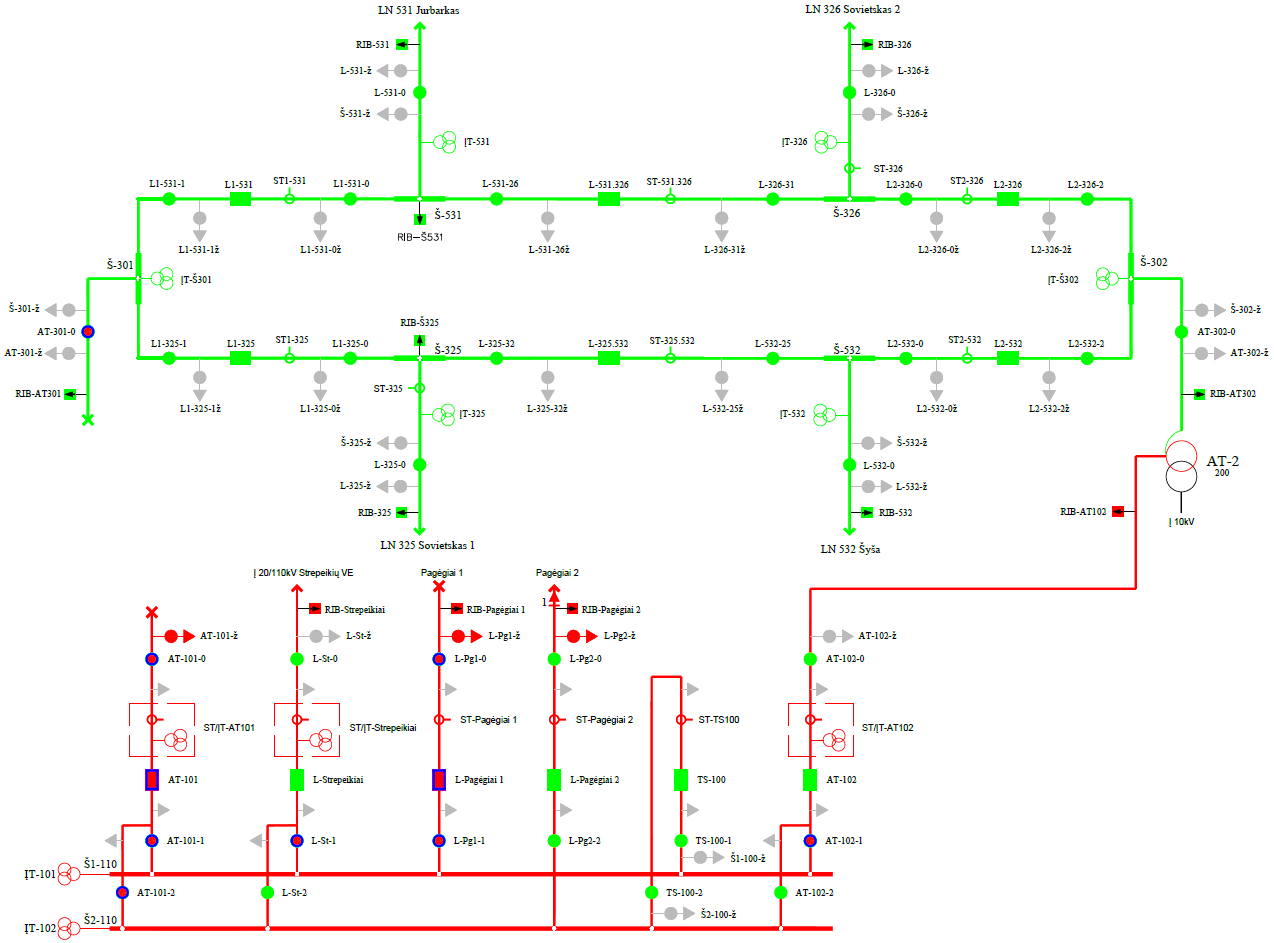 LN 531 Jurbarkas
LN 326 Sovietskas 2
RIB-531
RIB-326
L-531-ž
L-326-ž
L-531-0
L-326-0
Š-531-ž
Š-326-ž
ĮT-531
ĮT-326
ST-326
L1-531-1
L1-531
ST1-531
L1-531-0
L-531-26
L-531.326
ST-531.326
L-326-31
L2-326-0
ST2-326
L2-326
L2-326-2
Š-531
Š-326
RIB-Š531
L1-531-1ž
L1-531-0ž
L-531-26ž
L-326-31ž
L2-326-0ž
L2-326-2ž
Š-301
Š-302
ĮT-Š301
ĮT-Š302
Š-301-ž
Š-302-ž
AT-301-0
AT-302-0
AT-301-ž
AT-302-ž
RIB-Š325
L1-325-1
L1-325
ST1-325
L1-325-0
Š-325
L-325-32
L-325.532
ST-325.532
L-532-25
Š-532
L2-532-0
ST2-532
L2-532
L2-532-2
RIB-AT301
RIB-AT302
ST-325
L1-325-1ž
L1-325-0ž
L-325-32ž
L-532-25ž
L2-532-0ž
L2-532-2ž
ĮT-325
ĮT-532
Š-325-ž
Š-532-ž
L-325-0
L-532-0
L-325-ž
L-532-ž
AT-2
200
RIB-325
RIB-532
RIB-AT102
Į 10kV
LN 325 Sovietskas 1
LN 532 Šyša
Į 20/110kV Strepeikių VE
Pagėgiai 1
Pagėgiai 2
1
RIB-Strepeikiai
RIB-Pagėgiai 1
RIB-Pagėgiai 2
AT-101-ž
L-St-ž
L-Pg1-ž
L-Pg2-ž
AT-102-ž
AT-101-0
L-St-0
L-Pg1-0
L-Pg2-0
AT-102-0
ST/ĮT-AT101
ST/ĮT-Strepeikiai
ST-Pagėgiai 1
ST-Pagėgiai 2
ST-TS100
ST/ĮT-AT102
AT-101
L-Strepeikiai
L-Pagėgiai 1
L-Pagėgiai 2
TS-100
AT-102
AT-101-1
L-St-1
L-Pg1-1
L-Pg2-2
TS-100-1
AT-102-1
Š1-100-ž
Š1-110
ĮT-101
AT-101-2
L-St-2
TS-100-2
AT-102-2
Š2-100-ž
Š2-110
ĮT-102